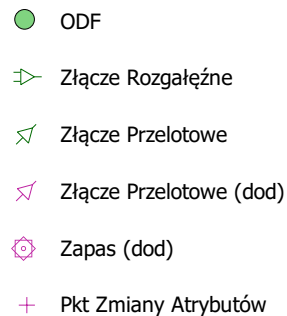 ODF
Złącze Rozgałęźne
Złącze Przelotowe
Złącze Przelotowe (dod)
Zapas (dod)
Pkt Zmiany Atrybutów